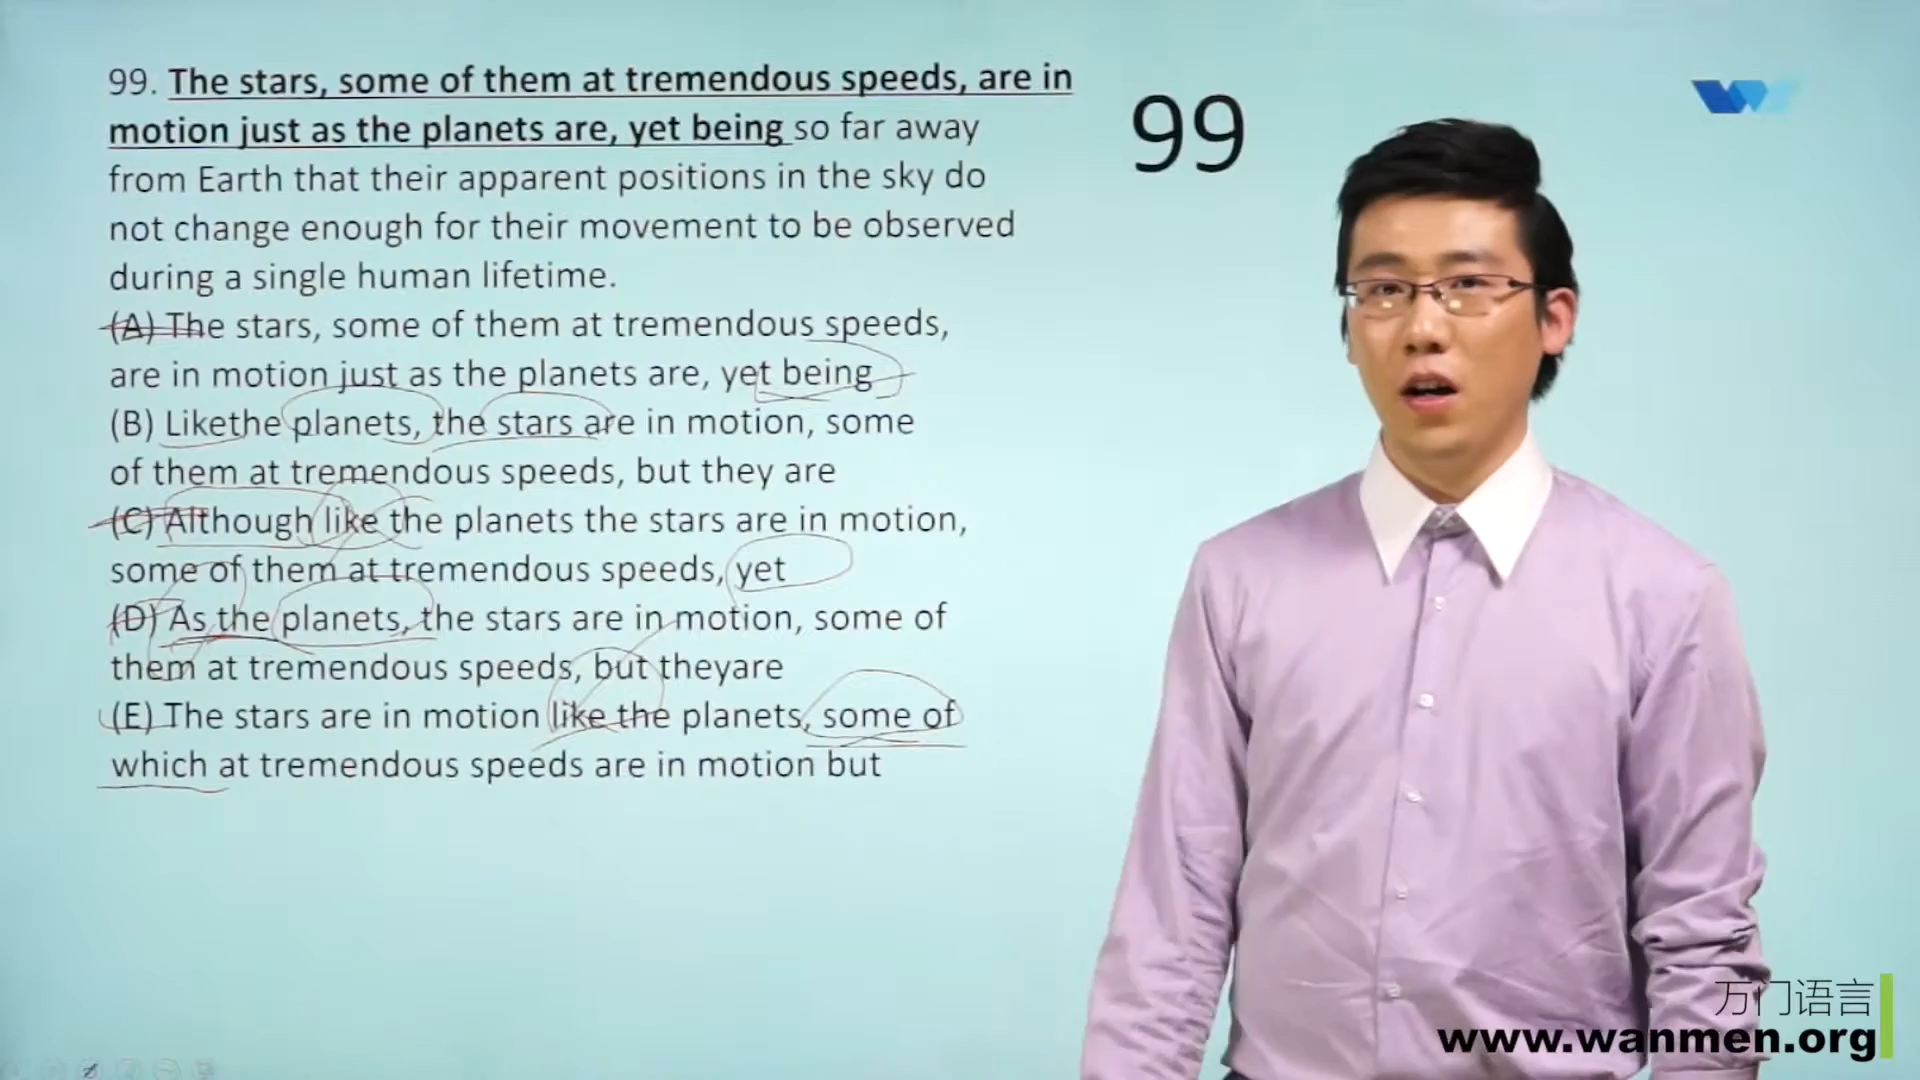 99. The stars, some of them at tremendous speeds, are in
motion just as the planets are, yet being so far away
from Earth that their apparent positions in the sky do
not change enough for their movement to be observed
during a single human lifetime.
(A) The stars, some of them at tremendous speeds,
are in motion just as the planets are, yet being
(B) Likethe planets, the stars are in motion, some
of them at tremendous speeds, but they are
(C) Although like the planets the stars are in motion,
some of them at tremendous speeds, yet
(D) As the planets, the stars are in motion, some of
them at tremendous speeds, but theyare
(E) The stars are in motion like the planets, some of
which at tremendous speeds are in motion but
99
万门语言
www.wanmen.org